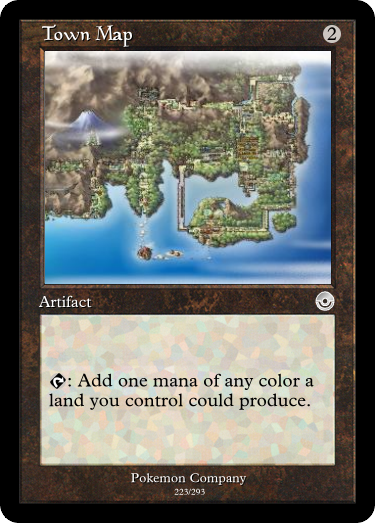 Town Map 2
Artifact
: Add one mana of any color a
land you control could produce.
Pokemon Company
223/293